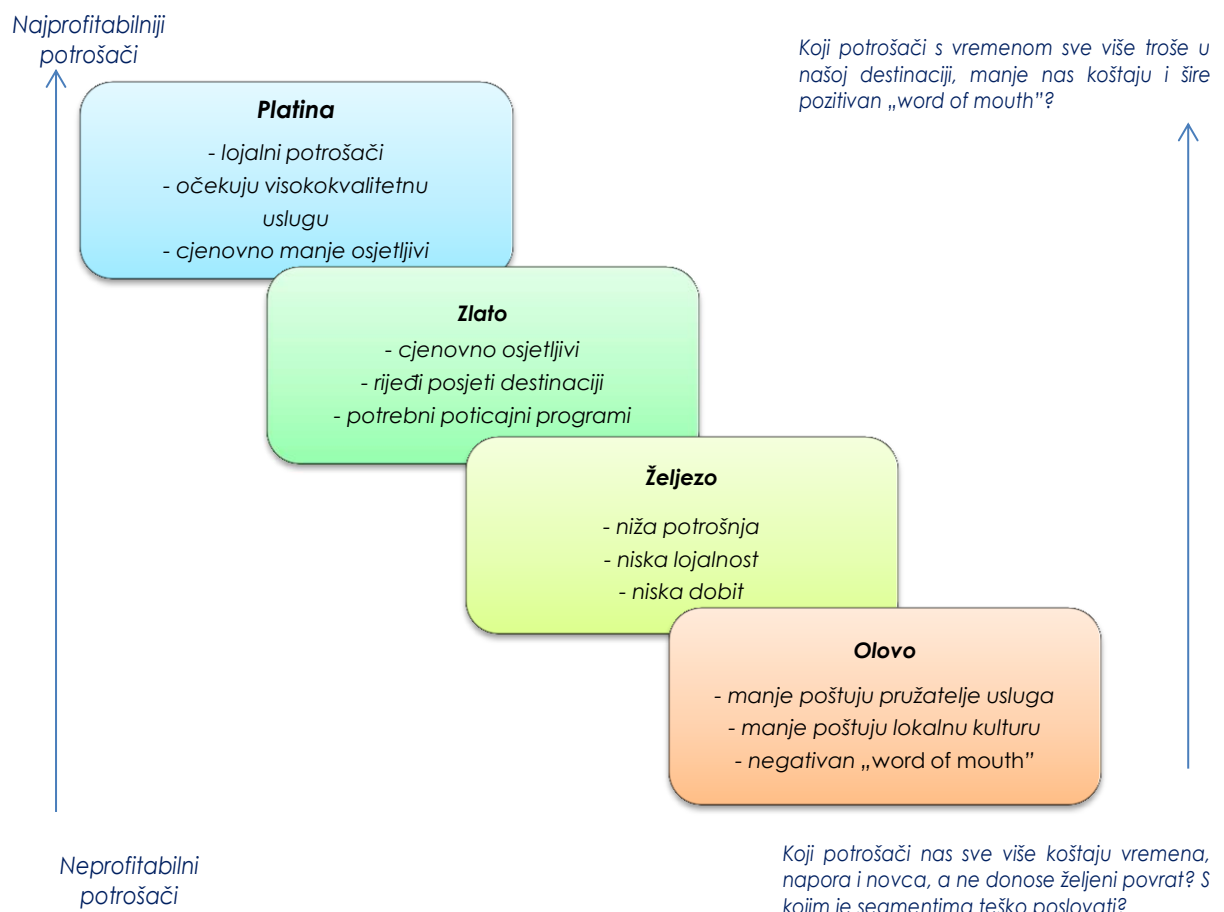 Najprofitabilniji
potrošači
Koji potrošači s vremenom sve više troše u
našoj destinaciji, manje nas koštaju i šire
pozitivan „word of mouth”?
Platina
- lojalni potrošači
- očekuju visokokvalitetnu
uslugu
- cjenovno manje osjetljivi
Zlato
- cjenovno osjetljivi
- rijeđi posjeti destinaciji
- potrebni poticajni programi
Željezo
- niža potrošnja
- niska lojalnost
- niska dobit
Olovo
- manje poštuju pružatelje usluga
- manje poštuju lokalnu kulturu
- negativan „word of mouth”
Neprofitabilni
potrošači
Koji potrošači nas sve više koštaju vremena,
napora i novca, a ne donose željeni povrat? S
kojim je segmentima teško poslovati?